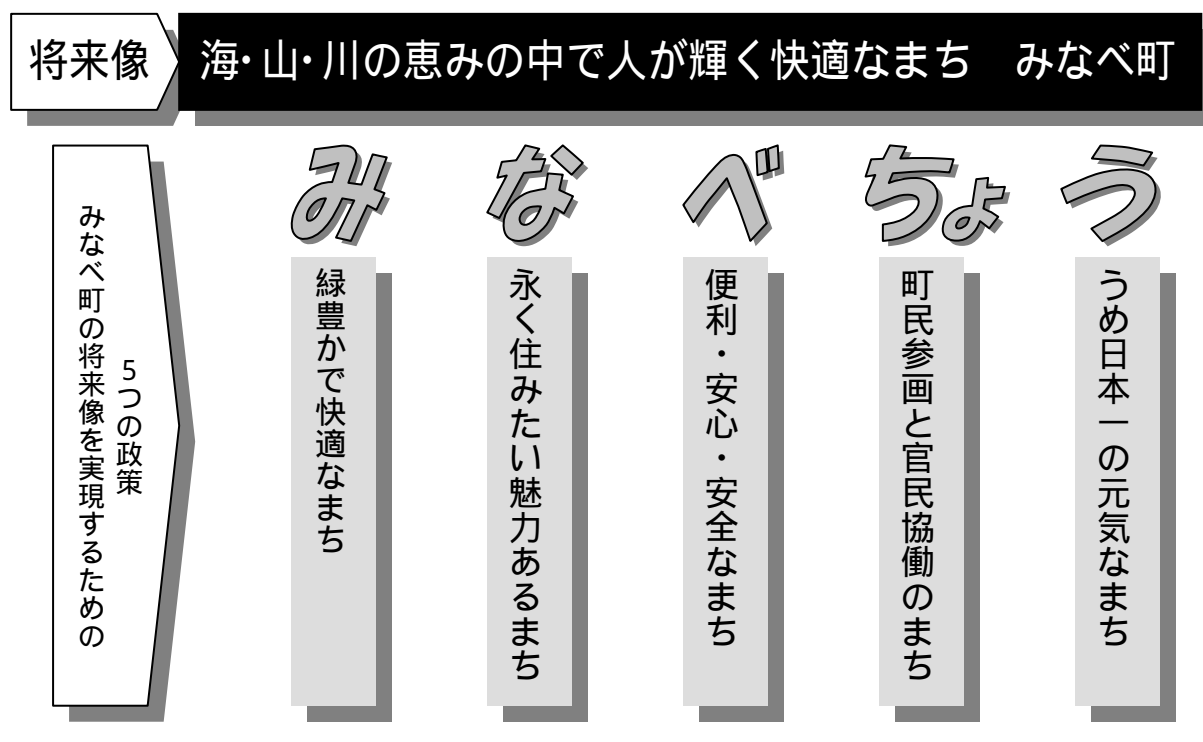 将来像
海・山・川の恵みの中で人が輝く快適なまち　みなべ町
みなべ町の将来像を実現するための
5つの政策
み
緑豊かで快適なまち
な
永く住みたい魅力あるまち
べ
便利・安心・安全なまち
ちょ
町民参画と官民協働のまち
う
うめ日本一の元気なまち